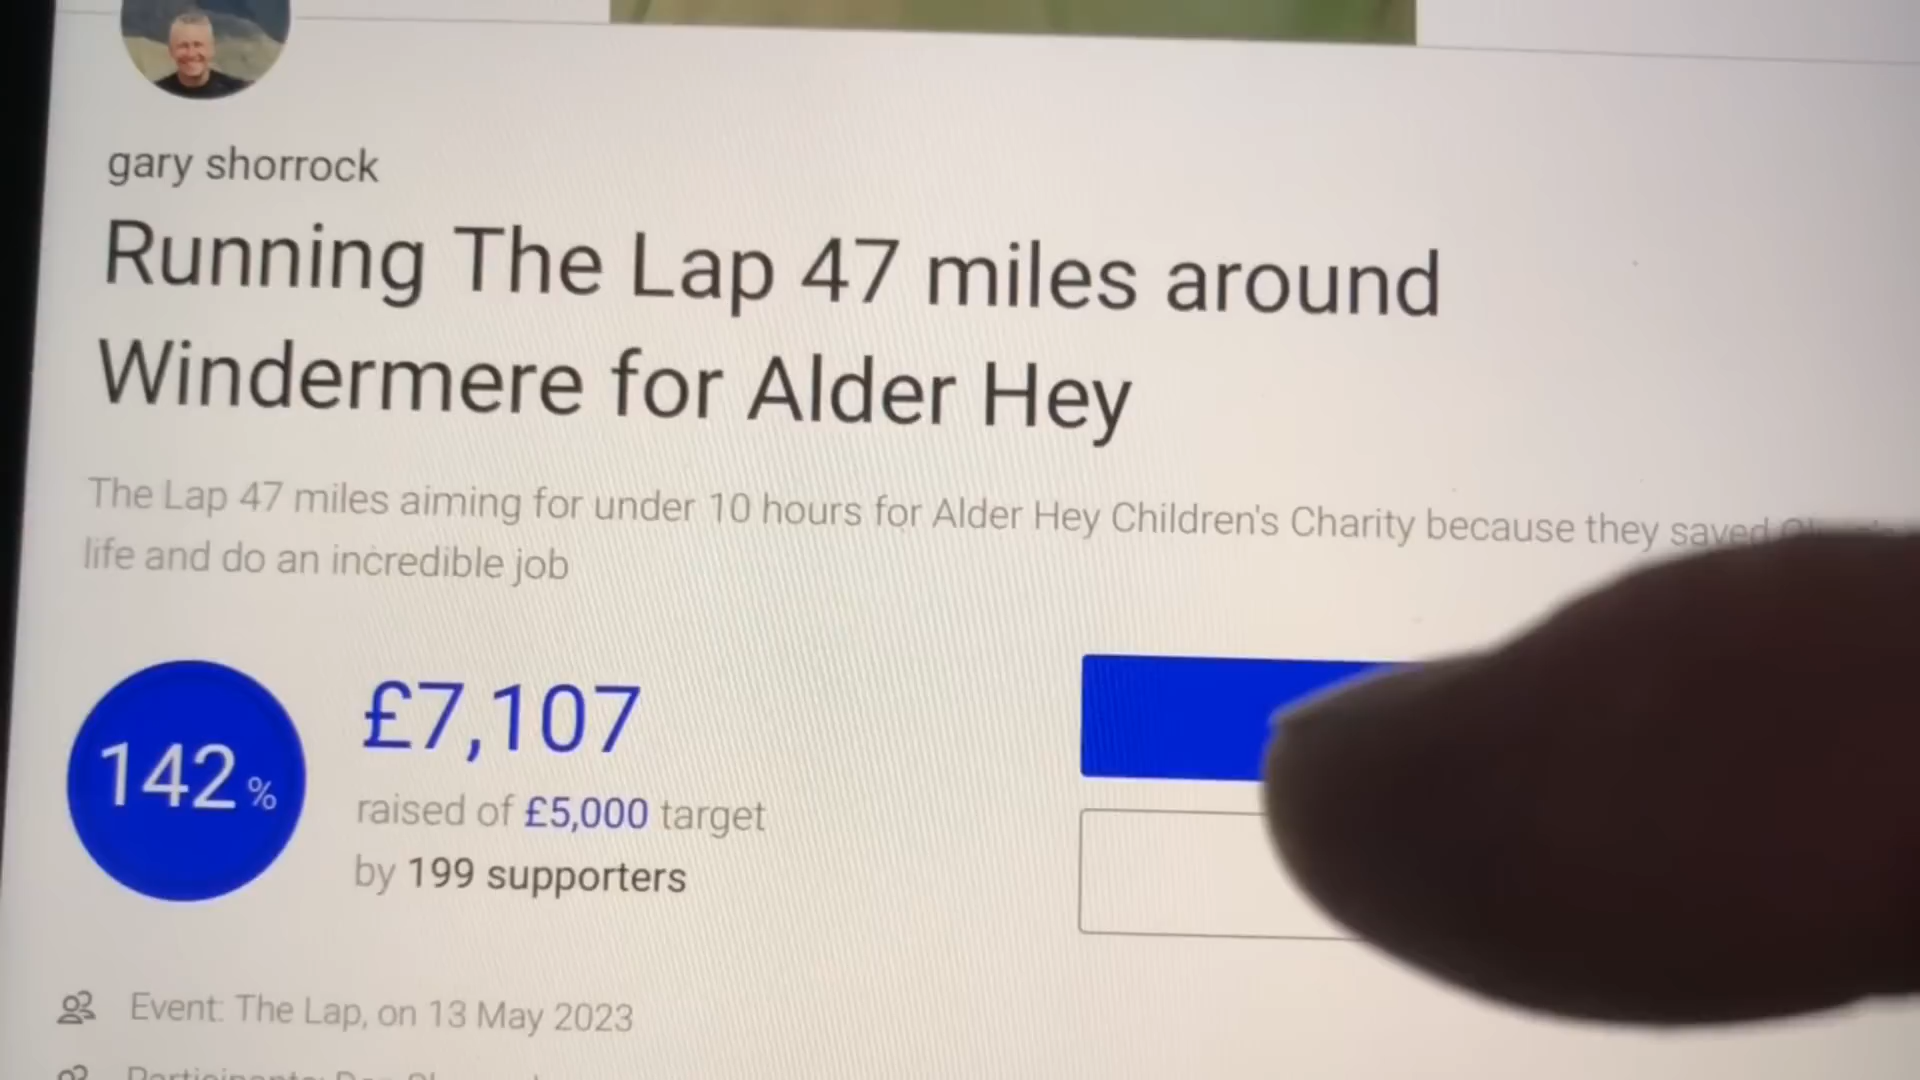 gary shorrock
Running The Lap 47 miles around
Windermere for Alder Hey
The Lap 47 miles aiming for under 10 hours for Alder Hey Children's Charity because they saved
life and do an incredible job
142%
£7,107
raised of £5,000 target
by 199 supporters
Event: The Lap, on 13 May 2023